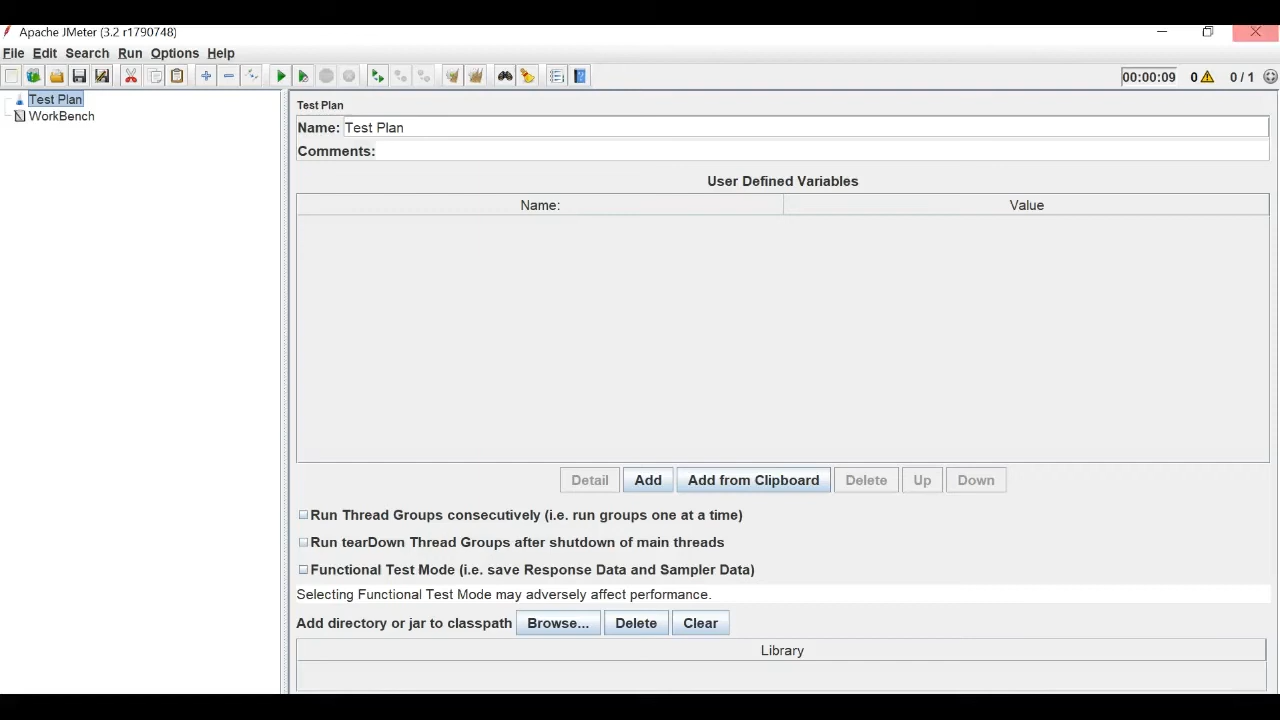 Apache JMeter (3.2 r1790748)
File Edit Search Run Options Help
00:00:09 0 0 / 1
Test Plan
WorkBench
Test Plan
Name: Test Plan
Comments:
User Defined Variables
Name: Value
Detail Add Add from Clipboard Delete Up Down
Run Thread Groups consecutively (i.e. run groups one at a time)
Run tearDown Thread Groups after shutdown of main threads
Functional Test Mode (i.e. save Response Data and Sampler Data)
Selecting Functional Test Mode may adversely affect performance.
Add directory or jar to classpath Browse... Delete Clear
Library